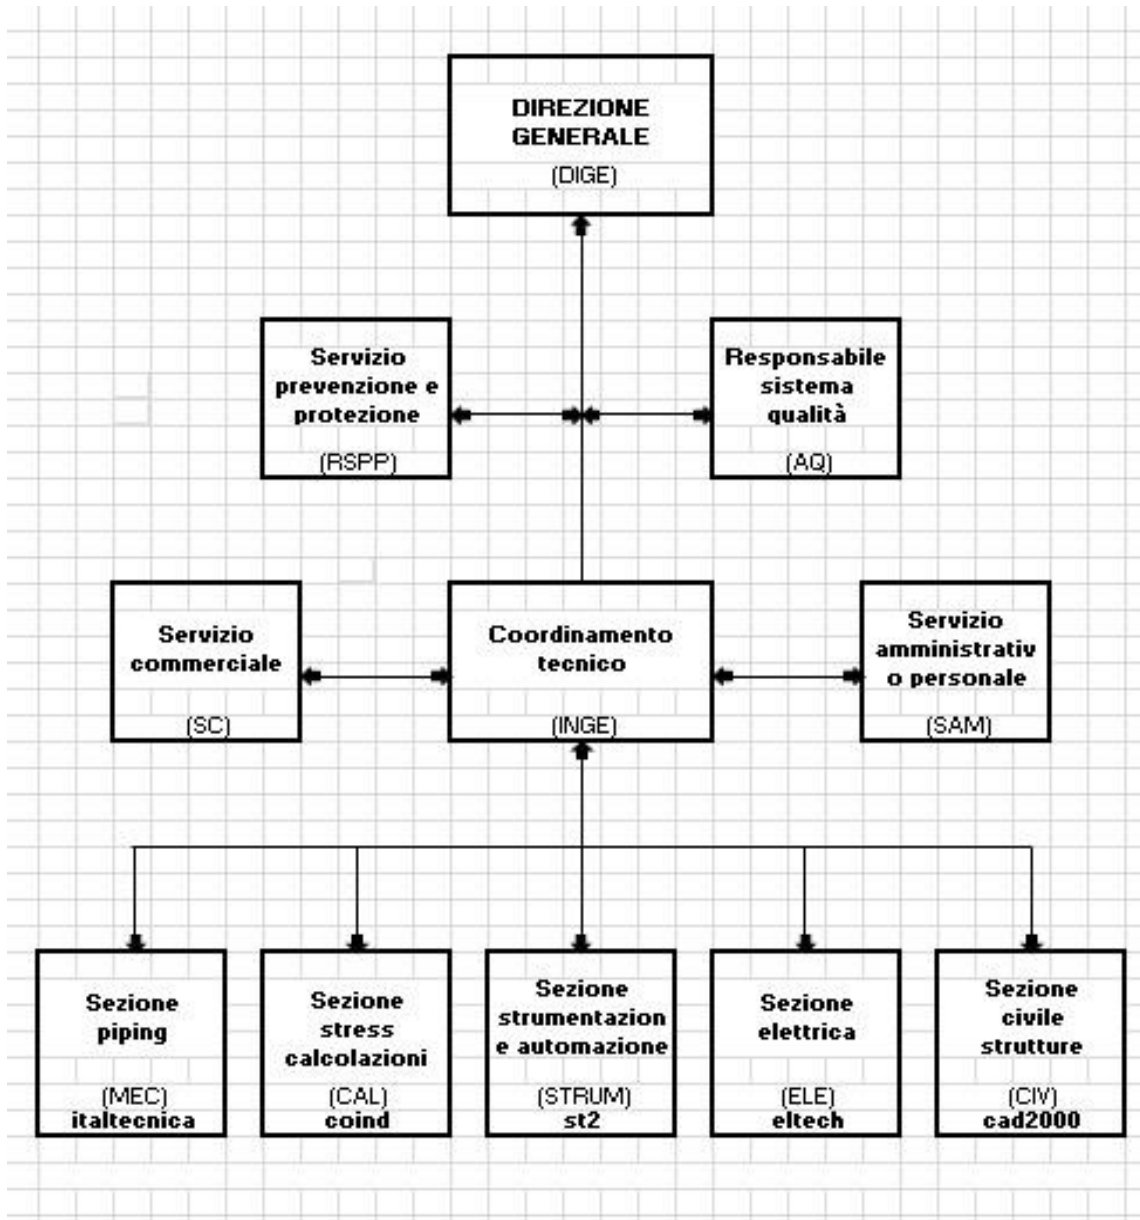 DIREZIONE
GENERALE
(DIGE)
Servizio
prevenzione e
protezione
(RSPP)
Responsabile
sistema
qualità
(AQ)
Servizio
commerciale
(SC)
Coordinamento
tecnico
(INGE)
Servizio
amministrativ
o personale
(SAM)
Sezione
piping
(MEC)
italtecnica
Sezione
stress
calcolazioni
(CAL)
coind
Sezione
strumentazion
e automazione
(STRUM)
st2
Sezione
elettrica
(ELE)
eltech
Sezione
civile
strutture
(CIV)
cad2000